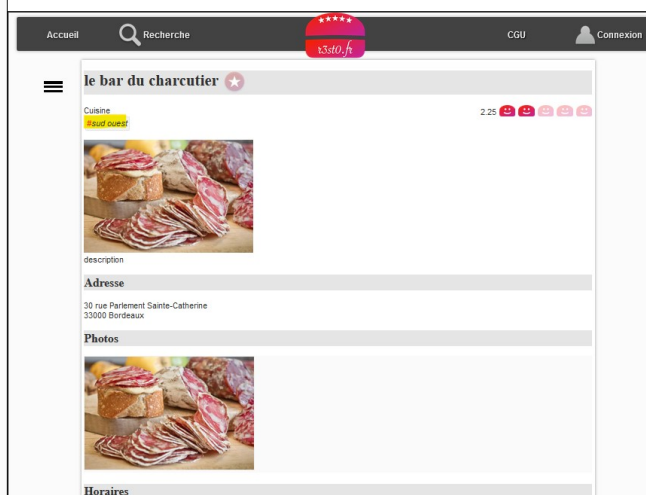 Accueil
Recherche
r3st0.fr
CGU
Connexion
le bar du charcutier
Cuisine
2.25
#sud ouest
description
Adresse
30 rue Parlement Sainte-Catherine
33000 Bordeaux
Photos
Horaires